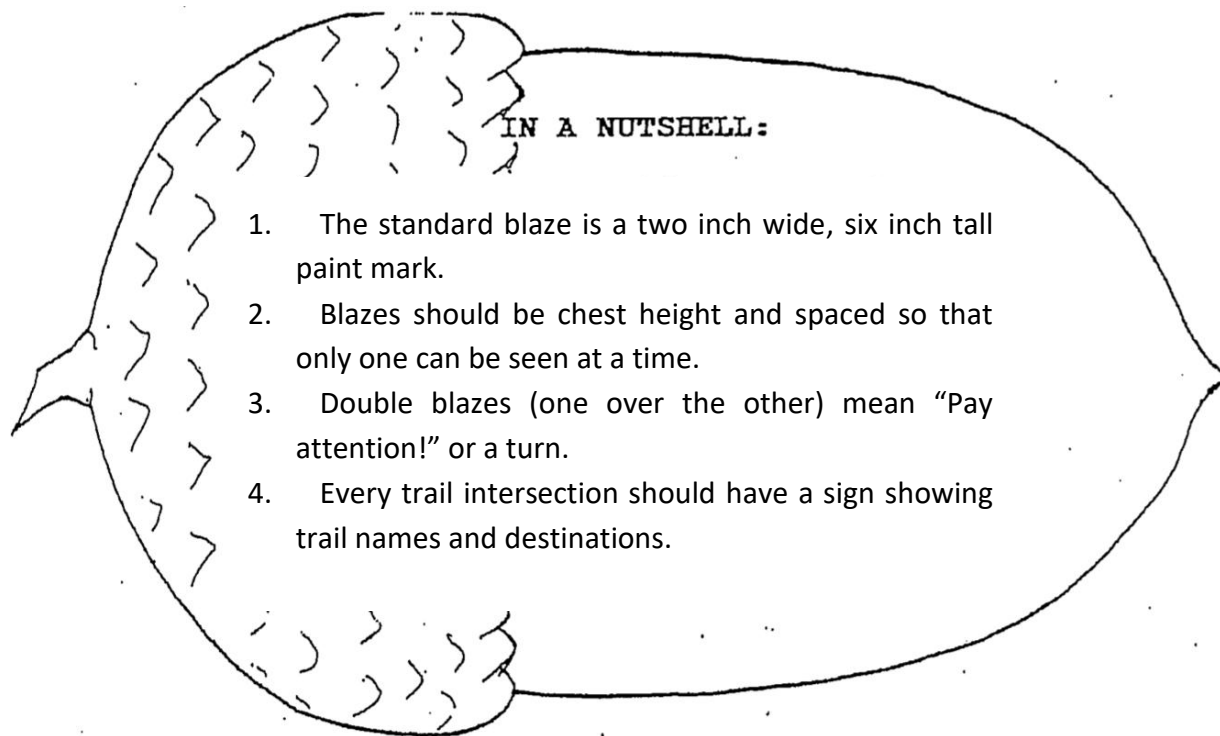 IN A NUTSHELL:
1. The standard blaze is a two inch wide, six inch tall
paint mark.
2. Blazes should be chest height and spaced so that
only one can be seen at a time.
3. Double blazes (one over the other) mean “Pay
attention!” or a turn.
4. Every trail intersection should have a sign showing
trail names and destinations.